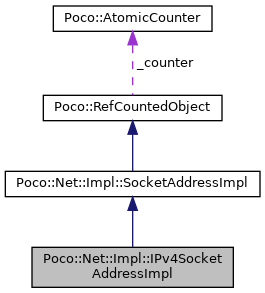 Poco::AtomicCounter
_counter
Poco::RefCountedObject
Poco::Net::Impl::SocketAddressImpl
Poco::Net::Impl::IPv4Socket
AddressImpl